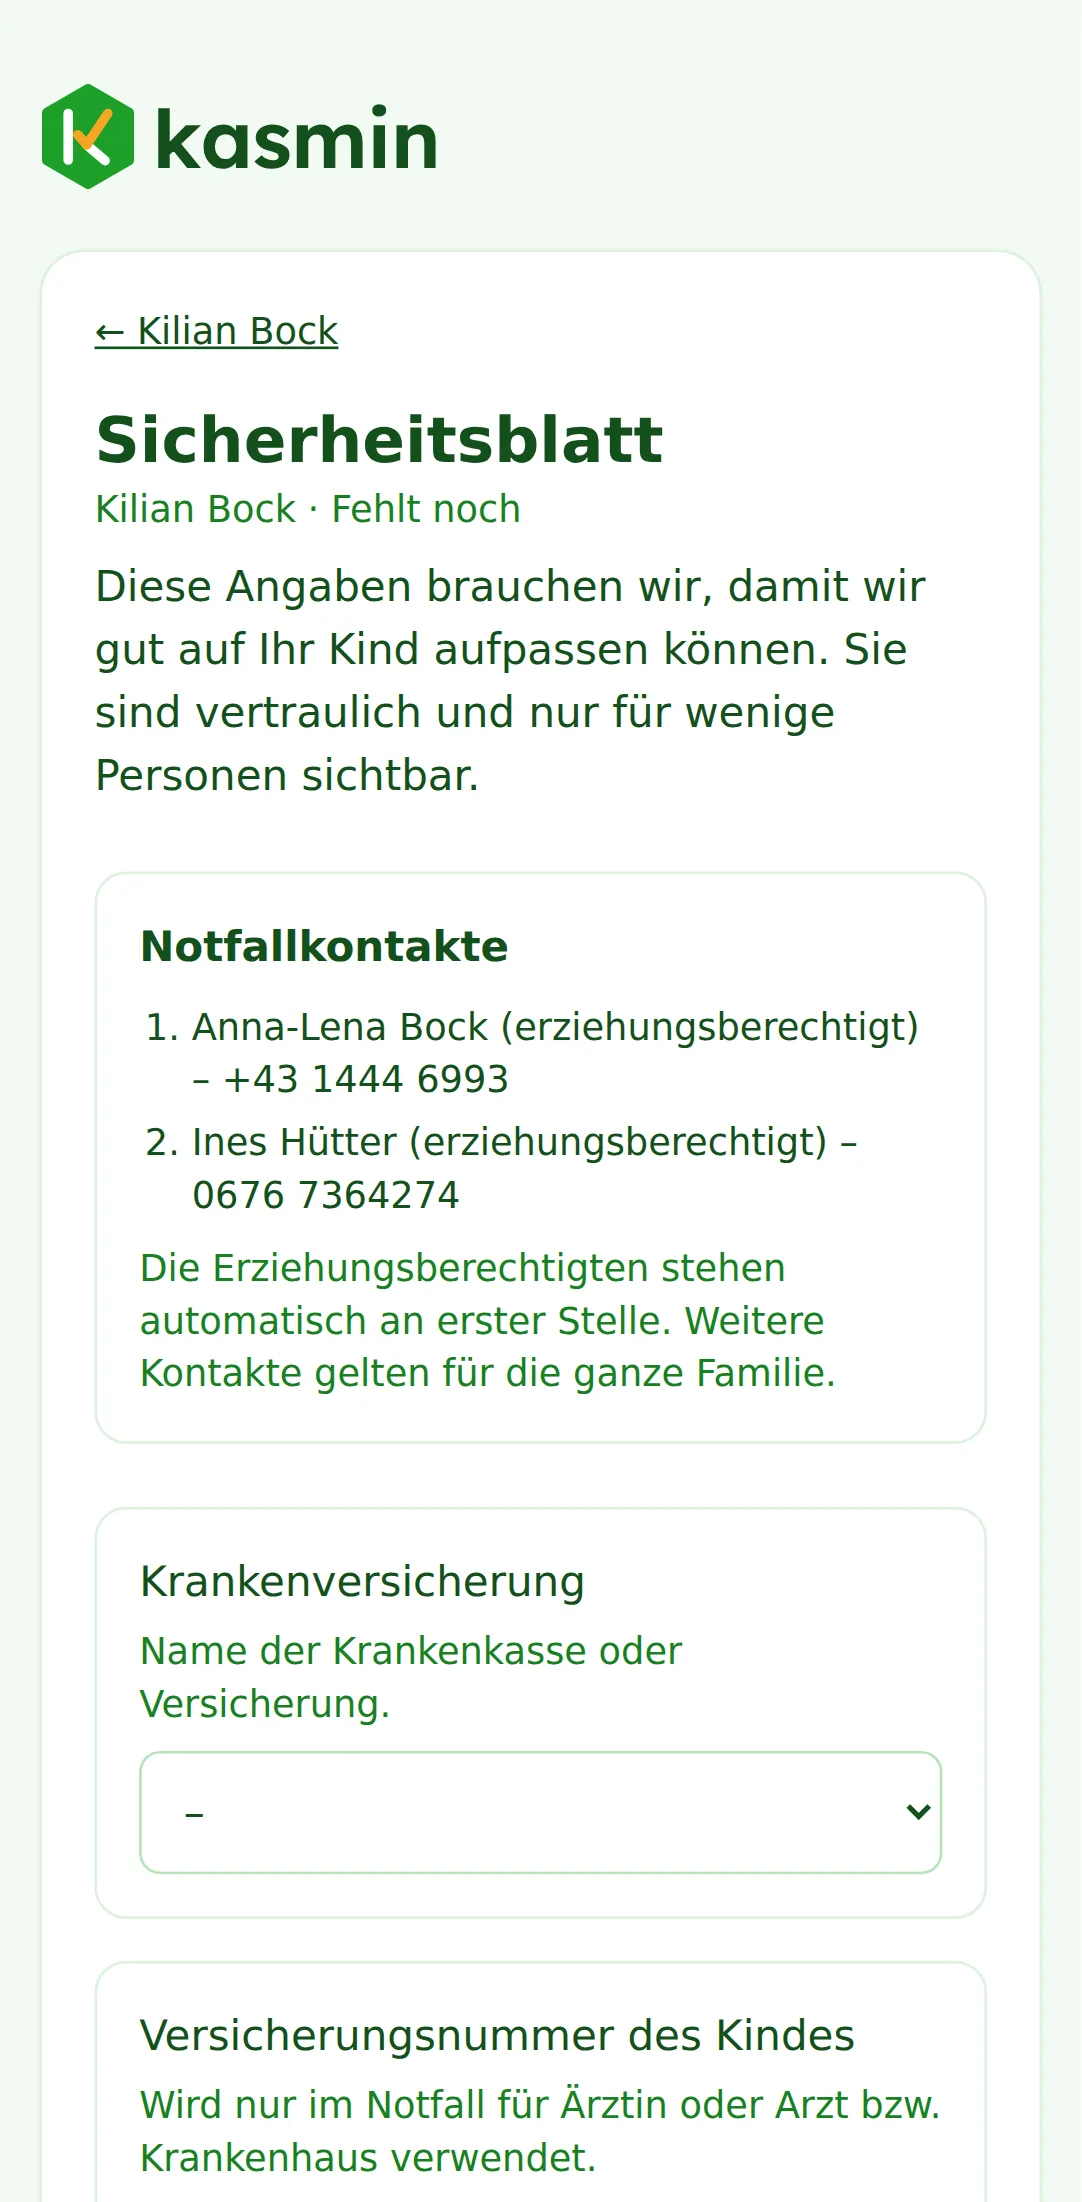 kasmin
← Kilian Bock
Sicherheitsblatt
Kilian Bock · Fehlt noch
Diese Angaben brauchen wir, damit wir
gut auf Ihr Kind aufpassen können. Sie
sind vertraulich und nur für wenige
Personen sichtbar.
Notfallkontakte
1. Anna-Lena Bock (erziehungsberechtigt)
– +43 1444 6993
2. Ines Hütter (erziehungsberechtigt) –
0676 7364274
Die Erziehungsberechtigten stehen
automatisch an erster Stelle. Weitere
Kontakte gelten für die ganze Familie.
Krankenversicherung
Name der Krankenkasse oder
Versicherung.
–
Versicherungsnummer des Kindes
Wird nur im Notfall für Ärztin oder Arzt bzw.
Krankenhaus verwendet.